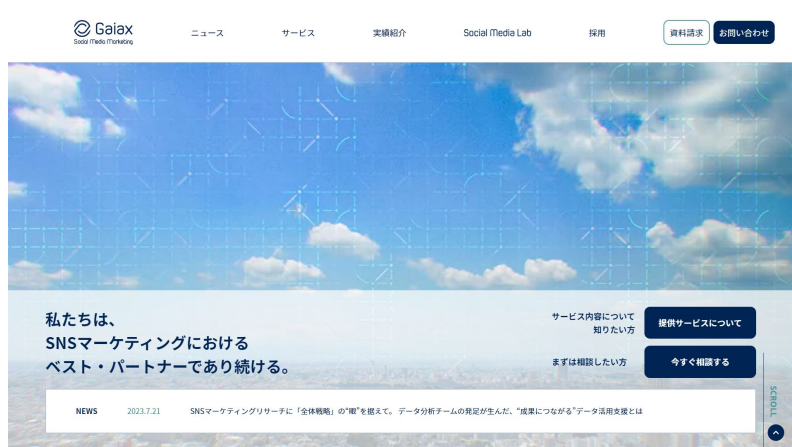 Gaiax
Social Media Marketing
ニュース
サービス
実績紹介
Social Media Lab
採用
資料請求
お問い合わせ
私たちは、
SNSマーケティングにおける
ベスト・パートナーであり続ける。
サービス内容について
知りたい方
提供サービスについて
まずは相談したい方
今すぐ相談する
NEWS 2023.7.21 SNSマーケティングリサーチに「全体戦略」の“瞰”を据えて。 データ分析チームの発足が生んだ、“成果につながる”データ活用支援とは
SCROLL